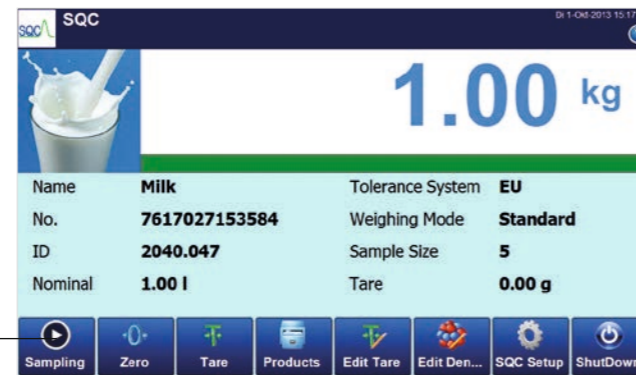 SQC SQC
Di 1-Okt-2013 15:17
1.00 kg
Name Milk Tolerance System EU
No. 7617027153584 Weighing Mode Standard
ID 2040.047 Sample Size 5
Nominal 1.00 l Tare 0.00 g
Sampling Zero Tare Products Edit Tare Edit Den... SQC Setup ShutDown